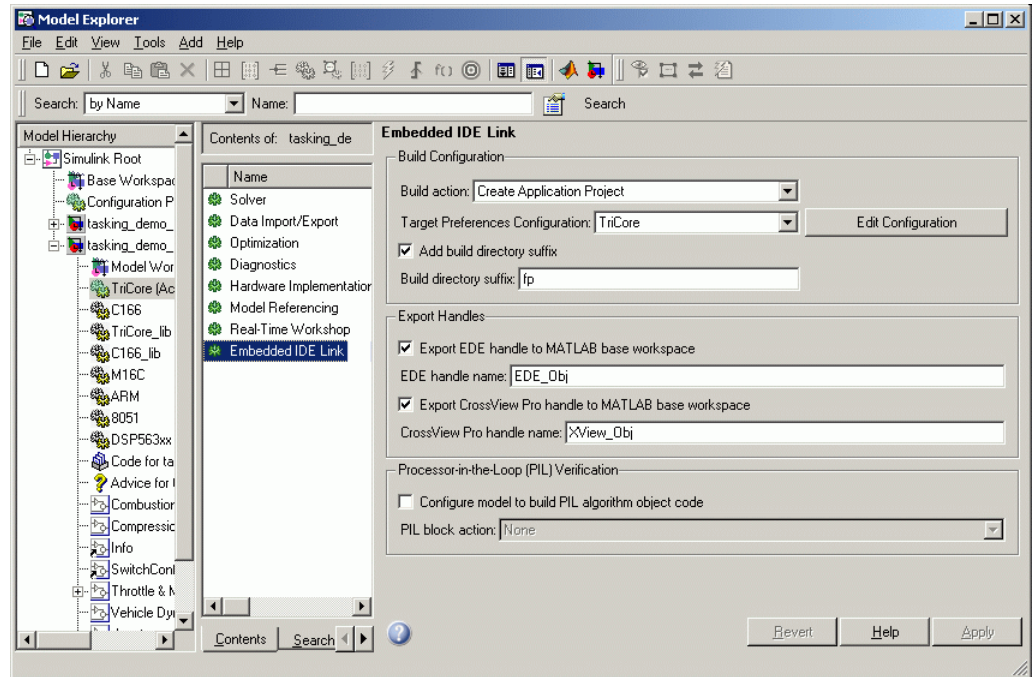 Model Explorer
File Edit View Tools Add Help
Search: by Name Name: Search
Model Hierarchy
Simulink Root
Base Workspac
Configuration P
tasking_demo_
tasking_demo_
Model Wor
TriCore (Ac
C166
TriCore_lib
C166_lib
M16C
ARM
8051
DSP563xx
Code for ta
Advice for
Combustion
Compressic
Info
SwitchConl
Throttle & M
Vehicle Dyn
Contents of: tasking_de
Name
Solver
Data Import/Export
Optimization
Diagnostics
Hardware Implementation
Model Referencing
Real-Time Workshop
Embedded IDE Link
Contents Search
Embedded IDE Link
Build Configuration
Build action: Create Application Project
Target Preferences Configuration: TriCore Edit Configuration
Add build directory suffix
Build directory suffix: fp
Export Handles
Export EDE handle to MATLAB base workspace
EDE handle name: EDE_Obj
Export CrossView Pro handle to MATLAB base workspace
CrossView Pro handle name: XView_Obj
Processor-in-the-Loop (PIL) Verification
Configure model to build PIL algorithm object code
PIL block action: None
Revert Help Apply